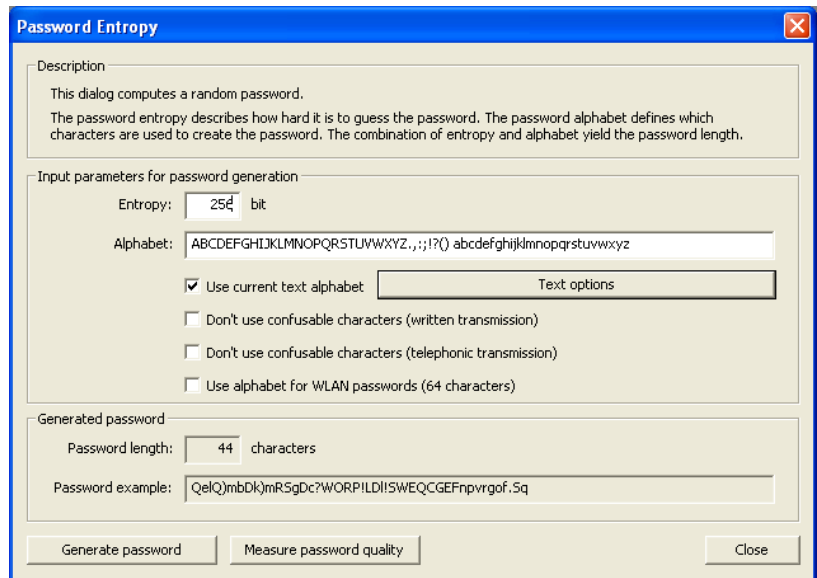 Password Entropy
Description
This dialog computes a random password.
The password entropy describes how hard it is to guess the password. The password alphabet defines which
characters are used to create the password. The combination of entropy and alphabet yield the password length.
Input parameters for password generation
Entropy: 256 bit
Alphabet: ABCDEFGHIJKLMNOPQRSTUVWXYZ.,:;!?() abcdefghijklmnopqrstuvwxyz
Use current text alphabet Text options
Don't use confusable characters (written transmission)
Don't use confusable characters (telephonic transmission)
Use alphabet for WLAN passwords (64 characters)
Generated password
Password length: 44 characters
Password example: QelQ)mbDk)mRSgDc?WORP!LDl!SWEQCGEFnpvrgof.Sq
Generate password Measure password quality Close